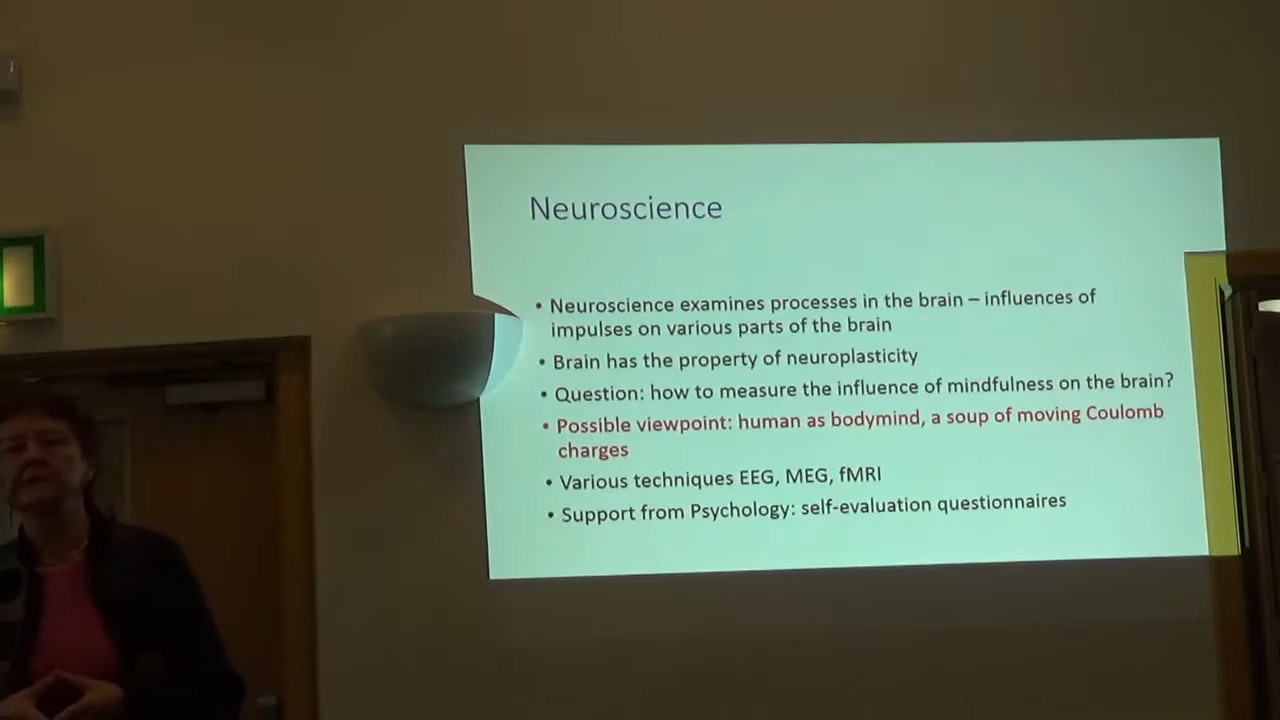 Neuroscience
• Neuroscience examines processes in the brain – influences of
impulses on various parts of the brain
• Brain has the property of neuroplasticity
• Question: how to measure the influence of mindfulness on the brain?
• Possible viewpoint: human as bodymind, a soup of moving Coulomb
charges
• Various techniques EEG, MEG, fMRI
• Support from Psychology: self-evaluation questionnaires